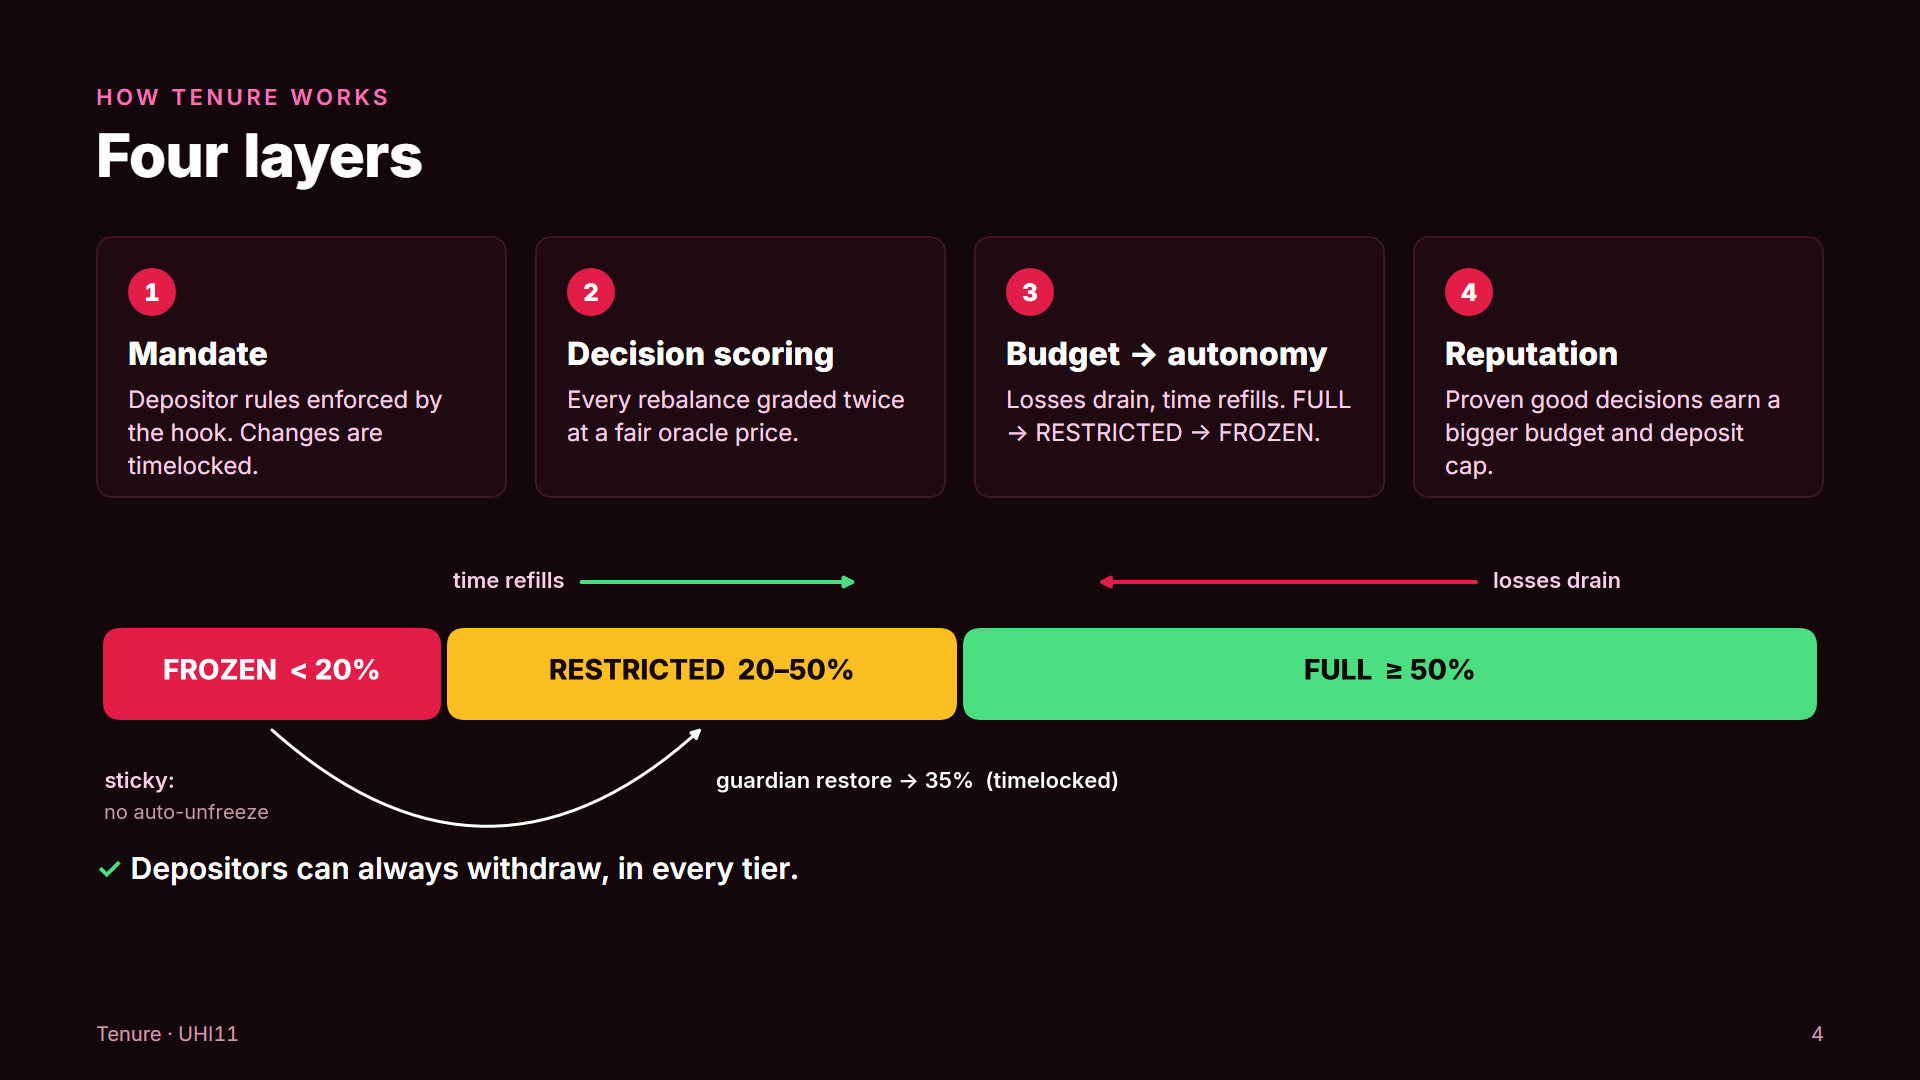 HOW TENURE WORKS
Four layers
1
Mandate
Depositor rules enforced by
the hook. Changes are
timelocked.
2
Decision scoring
Every rebalance graded twice
at a fair oracle price.
3
Budget → autonomy
Losses drain, time refills. FULL
→ RESTRICTED → FROZEN.
4
Reputation
Proven good decisions earn a
bigger budget and deposit
cap.
time refills
losses drain
FROZEN < 20%
RESTRICTED 20–50%
FULL ≥ 50%
sticky:
no auto-unfreeze
guardian restore → 35% (timelocked)
✓ Depositors can always withdraw, in every tier.
Tenure · UHI11
4